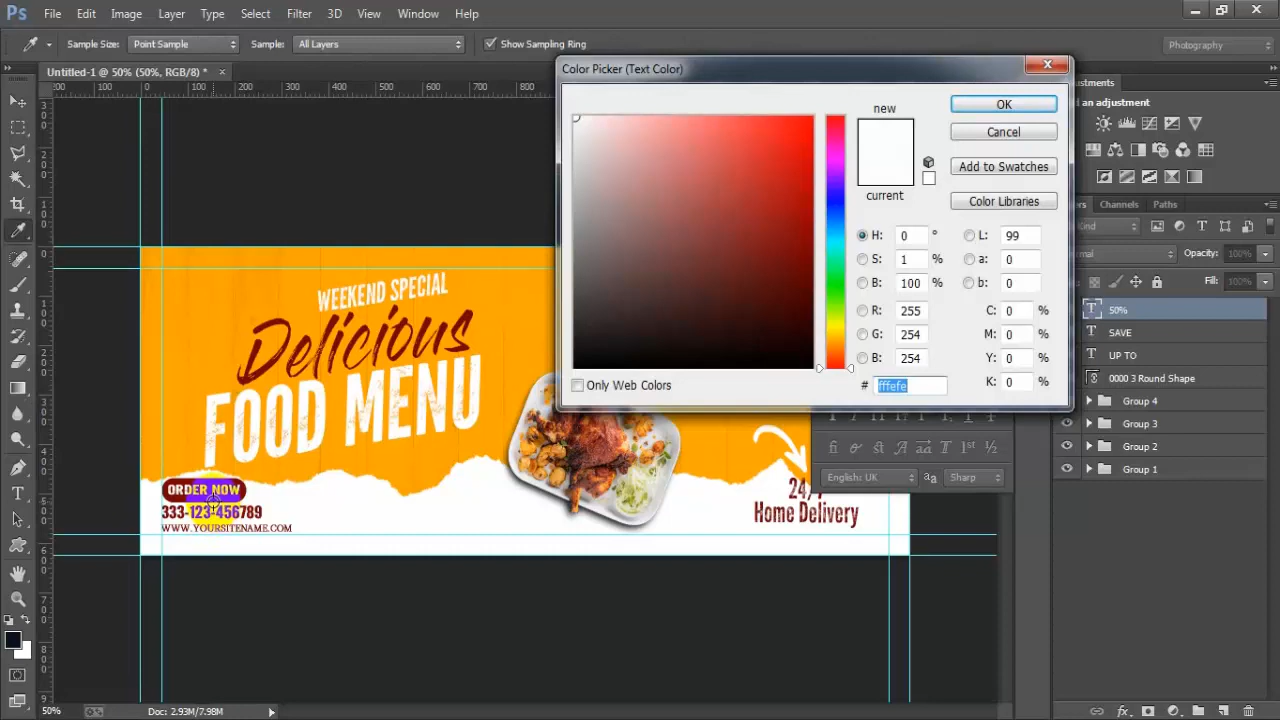 Ps File Edit Image Layer Type Select Filter 3D View Window Help
Sample Size: Point Sample Sample: All Layers Show Sampling Ring Photography
Untitled-1 @ 50% (50%, RGB/8) *
Color Picker (Text Color)
new
current
OK
Cancel
Add to Swatches
Color Libraries
H: 0 °
S: 1 %
B: 100 %
R: 255
G: 254
B: 254
L: 99
a: 0
b: 0
C: 0 %
M: 0 %
Y: 0 %
K: 0 %
Only Web Colors
# fffefe
Add an adjustment
Channels Paths
Opacity: 100%
Fill: 100%
50%
SAVE
UP TO
0000 3 Round Shape
Group 4
Group 3
Group 2
Group 1
English: UK aa Sharp
WEEKEND SPECIAL
Delicious
FOOD MENU
ORDER NOW
333-123-456789
WWW.YOURSITENAME.COM
24/7
Home Delivery
50% Doc: 2.93M/7.98M